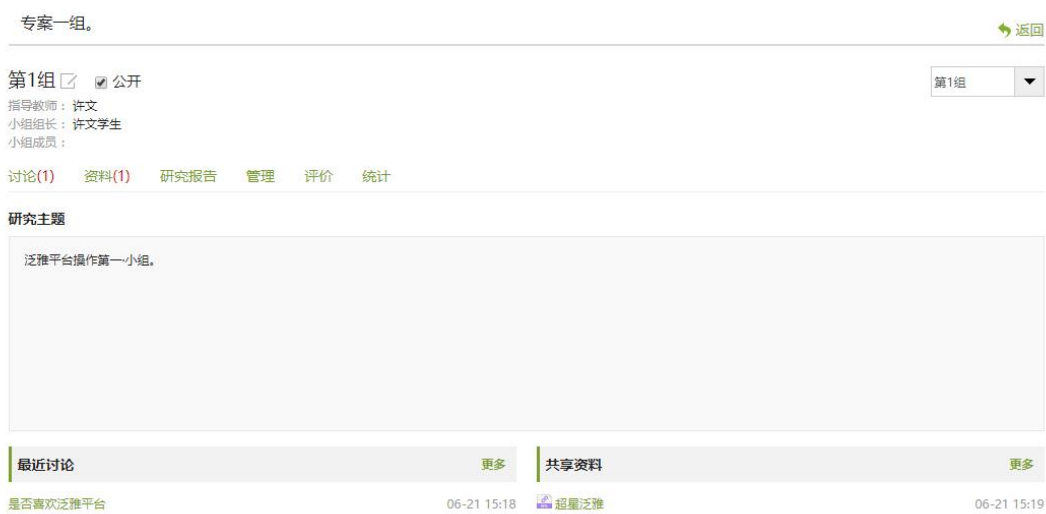 专案一组。
返回
第1组 公开
第1组
指导教师： 许文
小组组长： 许文学生
小组成员：
讨论(1) 资料(1) 研究报告 管理 评价 统计
研究主题
泛雅平台操作第一小组。
最近讨论 更多
共享资料 更多
是否喜欢泛雅平台 06-21 15:18
超星泛雅 06-21 15:19